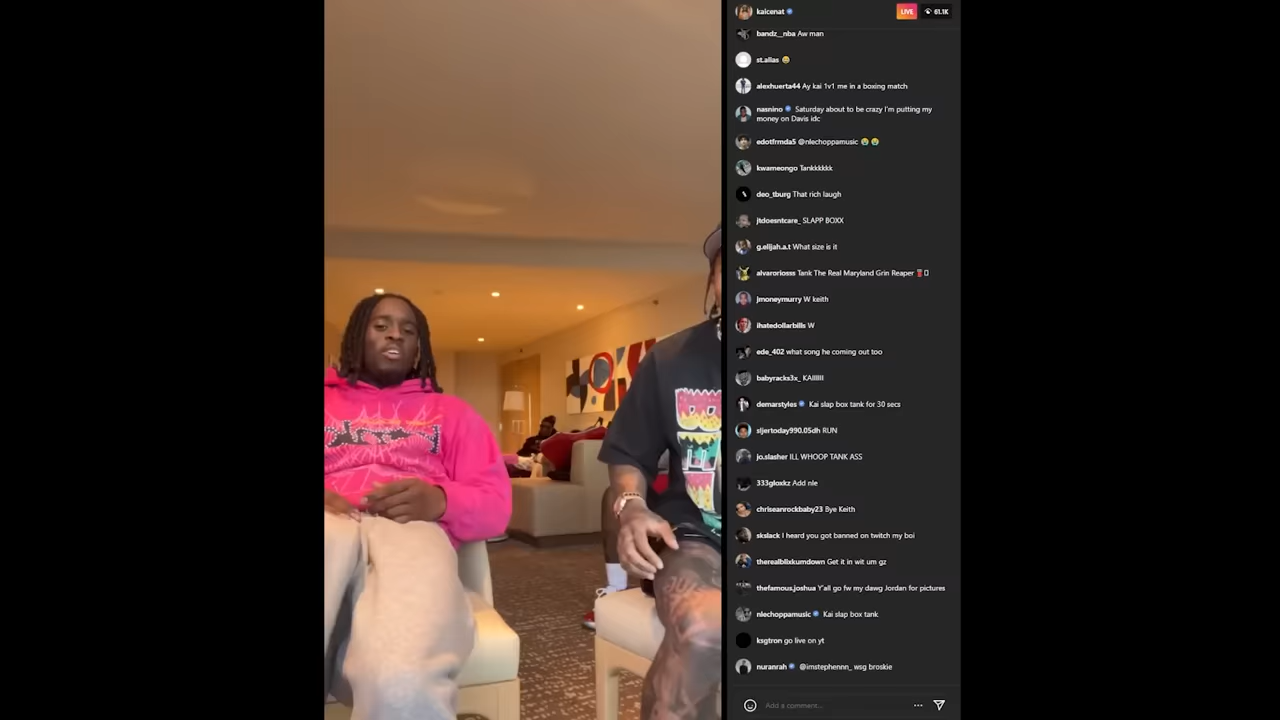 kaicenat
LIVE
61.1K
bandz__nba Aw man
st.alias
alexhuerta44 Ay kai 1v1 me in a boxing match
nasnino Saturday about to be crazy I'm putting my
money on Davis idc
edotfrmda5 @nlechoppamusic
kwameongo Tankkkkkk
deo_tburg That rich laugh
jtdoesntcare_ SLAPP BOXX
g.elijah.a.t What size is it
alvaroriosss Tank The Real Maryland Grin Reaper
jmoneymurry W keith
ihatedollarbills W
ede_402 what song he coming out too
babyracks3x_ KAIIIIII
demarstyles Kai slap box tank for 30 secs
sljertoday990.05dh RUN
jo.slasher ILL WHOOP TANK ASS
333gloxkz Add nle
chriseanrockbaby23 Bye Keith
skslack I heard you got banned on twitch my boi
therealblixkumdown Get it in wit um gz
thefamous.joshua Y'all go fw my dawg Jordan for pictures
nlechoppamusic Kai slap box tank
ksgtron go live on yt
nuranrah @imstephennn_ wsg broskie
Add a comment...